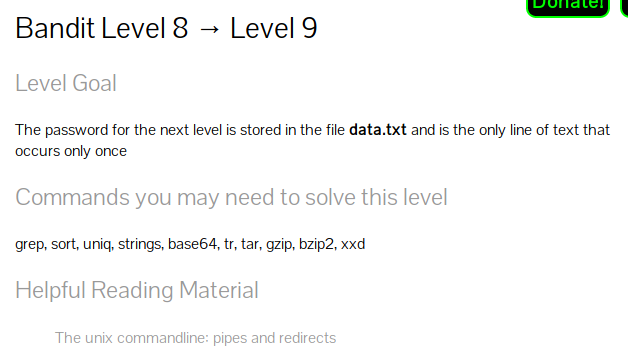 Donate!
Bandit Level 8 → Level 9
Level Goal
The password for the next level is stored in the file data.txt and is the only line of text that
occurs only once
Commands you may need to solve this level
grep, sort, uniq, strings, base64, tr, tar, gzip, bzip2, xxd
Helpful Reading Material
The unix commandline: pipes and redirects